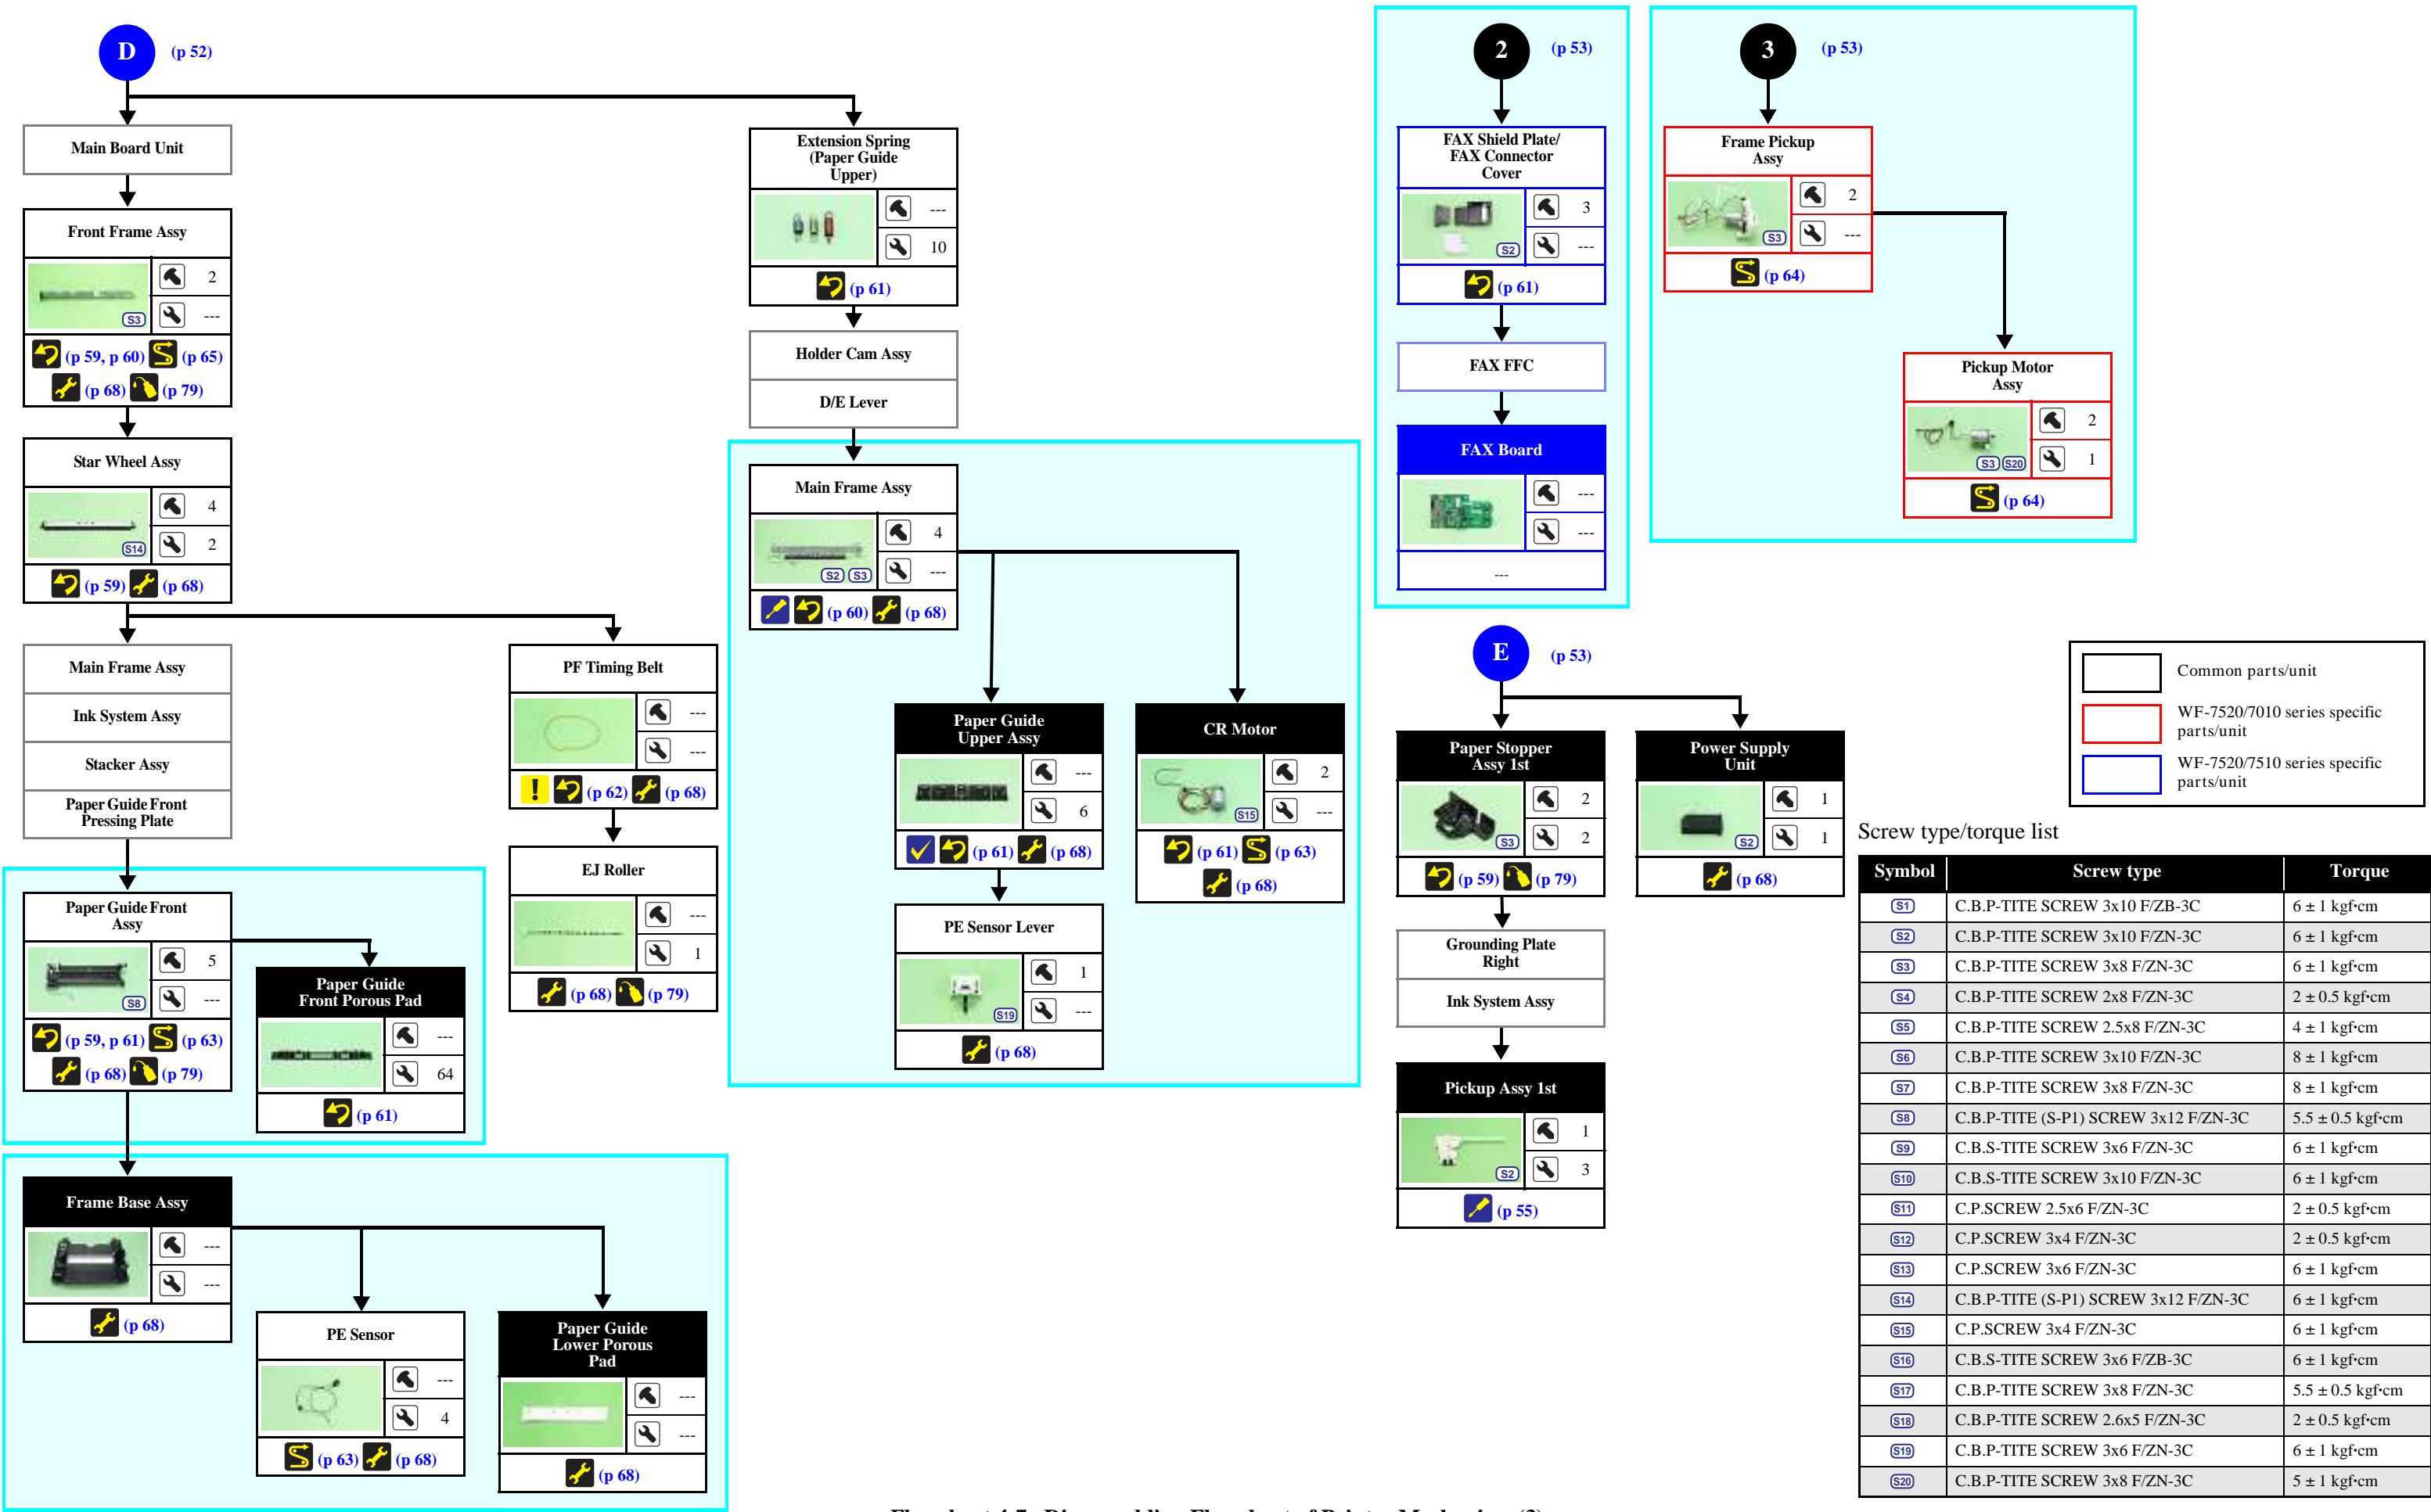 D
(p 52)
Main Board Unit
Front Frame Assy
S3
2
---
(p 59, p 60) (p 65)
(p 68) (p 79)
Star Wheel Assy
S14
4
2
(p 59) (p 68)
Main Frame Assy
Ink System Assy
Stacker Assy
Paper Guide Front
Pressing Plate
Paper Guide Front
Assy
S8
5
---
(p 59, p 61) (p 63)
(p 68) (p 79)
Paper Guide
Front Porous Pad
---
64
(p 61)
Frame Base Assy
---
---
(p 68)
PE Sensor
---
4
(p 63) (p 68)
Paper Guide
Lower Porous
Pad
---
---
(p 68)
PF Timing Belt
---
---
! (p 62) (p 68)
EJ Roller
---
1
(p 68) (p 79)
Extension Spring
(Paper Guide
Upper)
---
10
(p 61)
Holder Cam Assy
D/E Lever
Main Frame Assy
S2 S3
4
---
(p 60) (p 68)
Paper Guide
Upper Assy
---
6
(p 61) (p 68)
PE Sensor Lever
S19
1
---
(p 68)
CR Motor
S15
2
---
(p 61) (p 63)
(p 68)
2
(p 53)
FAX Shield Plate/
FAX Connector
Cover
S2
3
---
(p 61)
FAX FFC
FAX Board
---
---
---
3
(p 53)
Frame Pickup
Assy
S3
2
---
(p 64)
Pickup Motor
Assy
S3 S20
2
1
(p 64)
E
(p 53)
Paper Stopper
Assy 1st
S3
2
2
(p 59) (p 79)
Grounding Plate
Right
Ink System Assy
Pickup Assy 1st
S2
1
3
(p 55)
Power Supply
Unit
S2
1
1
(p 68)
Common parts/unit
WF-7520/7010 series specific
parts/unit
WF-7520/7510 series specific
parts/unit
Screw type/torque list
Symbol Screw type Torque
S1 C.B.P-TITE SCREW 3x10 F/ZB-3C 6 ± 1 kgf·cm
S2 C.B.P-TITE SCREW 3x10 F/ZN-3C 6 ± 1 kgf·cm
S3 C.B.P-TITE SCREW 3x8 F/ZN-3C 6 ± 1 kgf·cm
S4 C.B.P-TITE SCREW 2x8 F/ZN-3C 2 ± 0.5 kgf·cm
S5 C.B.P-TITE SCREW 2.5x8 F/ZN-3C 4 ± 1 kgf·cm
S6 C.B.P-TITE SCREW 3x10 F/ZN-3C 8 ± 1 kgf·cm
S7 C.B.P-TITE SCREW 3x8 F/ZN-3C 8 ± 1 kgf·cm
S8 C.B.P-TITE (S-P1) SCREW 3x12 F/ZN-3C 5.5 ± 0.5 kgf·cm
S9 C.B.S-TITE SCREW 3x6 F/ZN-3C 6 ± 1 kgf·cm
S10 C.B.S-TITE SCREW 3x10 F/ZN-3C 6 ± 1 kgf·cm
S11 C.P.SCREW 2.5x6 F/ZN-3C 2 ± 0.5 kgf·cm
S12 C.P.SCREW 3x4 F/ZN-3C 2 ± 0.5 kgf·cm
S13 C.P.SCREW 3x6 F/ZN-3C 6 ± 1 kgf·cm
S14 C.B.P-TITE (S-P1) SCREW 3x12 F/ZN-3C 6 ± 1 kgf·cm
S15 C.P.SCREW 3x4 F/ZN-3C 6 ± 1 kgf·cm
S16 C.B.S-TITE SCREW 3x6 F/ZB-3C 6 ± 1 kgf·cm
S17 C.B.P-TITE SCREW 3x8 F/ZN-3C 5.5 ± 0.5 kgf·cm
S18 C.B.P-TITE SCREW 2.6x5 F/ZN-3C 2 ± 0.5 kgf·cm
S19 C.B.P-TITE SCREW 3x6 F/ZN-3C 6 ± 1 kgf·cm
S20 C.B.P-TITE SCREW 3x8 F/ZN-3C 5 ± 1 kgf·cm